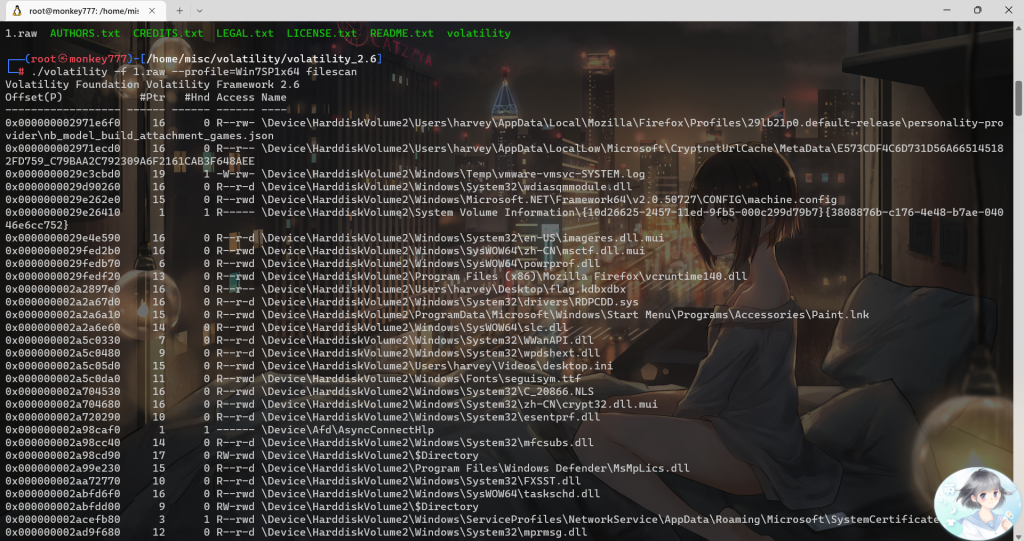 root@monkey777: /home/mis
1.raw AUTHORS.txt CREDITS.txt LEGAL.txt LICENSE.txt README.txt volatility
(root㉿monkey777)-[/home/misc/volatility/volatility_2.6]
# ./volatility -f 1.raw --profile=Win7SP1x64 filescan
Volatility Foundation Volatility Framework 2.6
Offset(P) #Ptr #Hnd Access Name
------------------ ------ ------ ------ ----
0x000000002971e6f0 16 0 R--rw- \Device\HarddiskVolume2\Users\harvey\AppData\Local\Mozilla\Firefox\Profiles\29lb21p0.default-release\personality-pro
vider\nb_model_build_attachment_games.json
0x000000002971ecd0 16 0 R--r-- \Device\HarddiskVolume2\Users\harvey\AppData\LocalLow\Microsoft\CryptnetUrlCache\MetaData\E573CDF4C6D731D56A66514518
2FD759_C79BAA2C792309A6F2161CAB3F648AEE
0x0000000029c3cbd0 19 1 -W-rw- \Device\HarddiskVolume2\Windows\Temp\vmware-vmsvc-SYSTEM.log
0x0000000029d90260 16 0 R--r-d \Device\HarddiskVolume2\Windows\System32\wdiasqmmodule.dll
0x0000000029e262e0 15 0 R--rwd \Device\HarddiskVolume2\Windows\Microsoft.NET\Framework64\v2.0.50727\CONFIG\machine.config
0x0000000029e26410 1 1 R----- \Device\HarddiskVolume2\System Volume Information\{10d26625-2457-11ed-9fb5-000c299d79b7}{3808876b-c176-4e48-b7ae-040
46e6cc752}
0x0000000029e4e590 16 0 R--r-d \Device\HarddiskVolume2\Windows\System32\en-US\imageres.dll.mui
0x0000000029fed2b0 16 0 R--rwd \Device\HarddiskVolume2\Windows\SysWOW64\zh-CN\msctf.dll.mui
0x0000000029fedb70 6 0 R--rwd \Device\HarddiskVolume2\Windows\SysWOW64\powrprof.dll
0x0000000029fedf20 13 0 R--rwd \Device\HarddiskVolume2\Program Files (x86)\Mozilla Firefox\vcruntime140.dll
0x000000002a2897e0 16 0 R--r-- \Device\HarddiskVolume2\Users\harvey\Desktop\flag.kdbxdbx
0x000000002a2a67d0 16 0 R--r-d \Device\HarddiskVolume2\Windows\System32\drivers\RDPCDD.sys
0x000000002a2a6a10 15 0 R--rwd \Device\HarddiskVolume2\ProgramData\Microsoft\Windows\Start Menu\Programs\Accessories\Paint.lnk
0x000000002a2a6e60 14 0 R--rwd \Device\HarddiskVolume2\Windows\SysWOW64\slc.dll
0x000000002a5c0330 7 0 R--r-d \Device\HarddiskVolume2\Windows\System32\WWanAPI.dll
0x000000002a5c0480 9 0 R--r-d \Device\HarddiskVolume2\Windows\System32\wpdshext.dll
0x000000002a5c05d0 15 0 R--rwd \Device\HarddiskVolume2\Users\harvey\Videos\desktop.ini
0x000000002a5c0da0 11 0 R--rwd \Device\HarddiskVolume2\Windows\Fonts\seguisym.ttf
0x000000002a704530 16 0 R--rwd \Device\HarddiskVolume2\Windows\System32\C_20866.NLS
0x000000002a704680 16 0 R--rwd \Device\HarddiskVolume2\Windows\System32\zh-CN\crypt32.dll.mui
0x000000002a720290 10 0 R--r-d \Device\HarddiskVolume2\Windows\System32\esentprf.dll
0x000000002a98caf0 1 1 ------ \Device\Afd\AsyncConnectHlp
0x000000002a98cc40 14 0 R--r-d \Device\HarddiskVolume2\Windows\System32\mfcsubs.dll
0x000000002a98cd90 17 0 RW-rwd \Device\HarddiskVolume2\$Directory
0x000000002a99e230 15 0 R--r-d \Device\HarddiskVolume2\Program Files\Windows Defender\MsMpLics.dll
0x000000002aa72770 10 0 R--r-d \Device\HarddiskVolume2\Windows\System32\FXSST.dll
0x000000002abfd6f0 16 0 R--rwd \Device\HarddiskVolume2\Windows\SysWOW64\taskschd.dll
0x000000002abfdd00 9 0 RW-rwd \Device\HarddiskVolume2\$Directory
0x000000002acefb80 3 1 R--rwd \Device\HarddiskVolume2\Windows\ServiceProfiles\NetworkService\AppData\Roaming\Microsoft\SystemCertificate
0x000000002ad9f680 12 0 R--r-d \Device\HarddiskVolume2\Windows\System32\mprmsg.dll